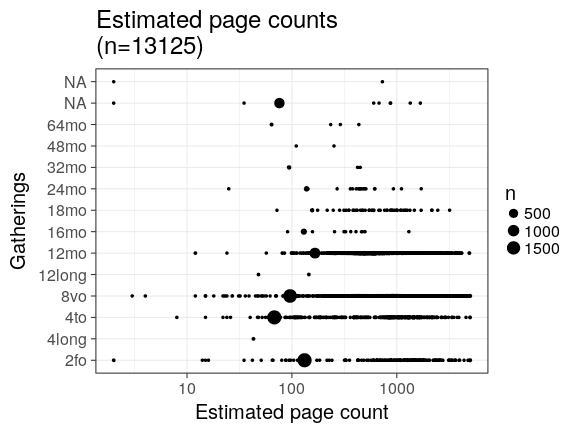 Estimated page counts
(n=13125)
NA
NA
64mo
48mo
32mo
24mo
18mo
16mo
12mo
12long
8vo
4to
4long
2fo
Gatherings
10
100
1000
Estimated page count
n
500
1000
1500